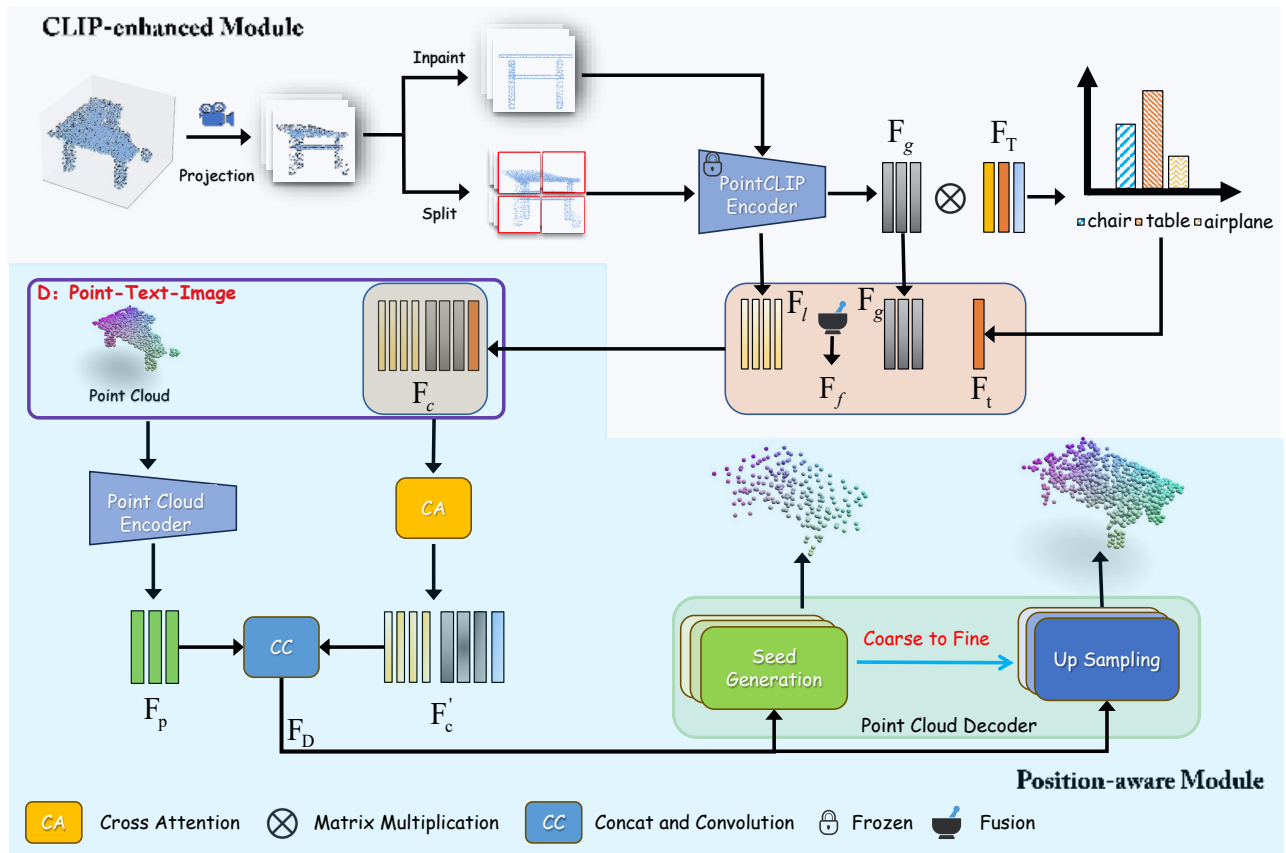 CLIP-enhanced Module
Inpaint
Projection
Split
PointCLIP
Encoder
F_g
F_T
chair
table
airplane
D: Point-Text-Image
Point Cloud
F_c
F_l
F_g
F_f
F_t
Point Cloud
Encoder
CA
CC
F_p
F_c'
F_D
Seed
Generation
Coarse to Fine
Up Sampling
Point Cloud Decoder
Position-aware Module
CA
Cross Attention
Matrix Multiplication
CC
Concat and Convolution
Frozen
Fusion